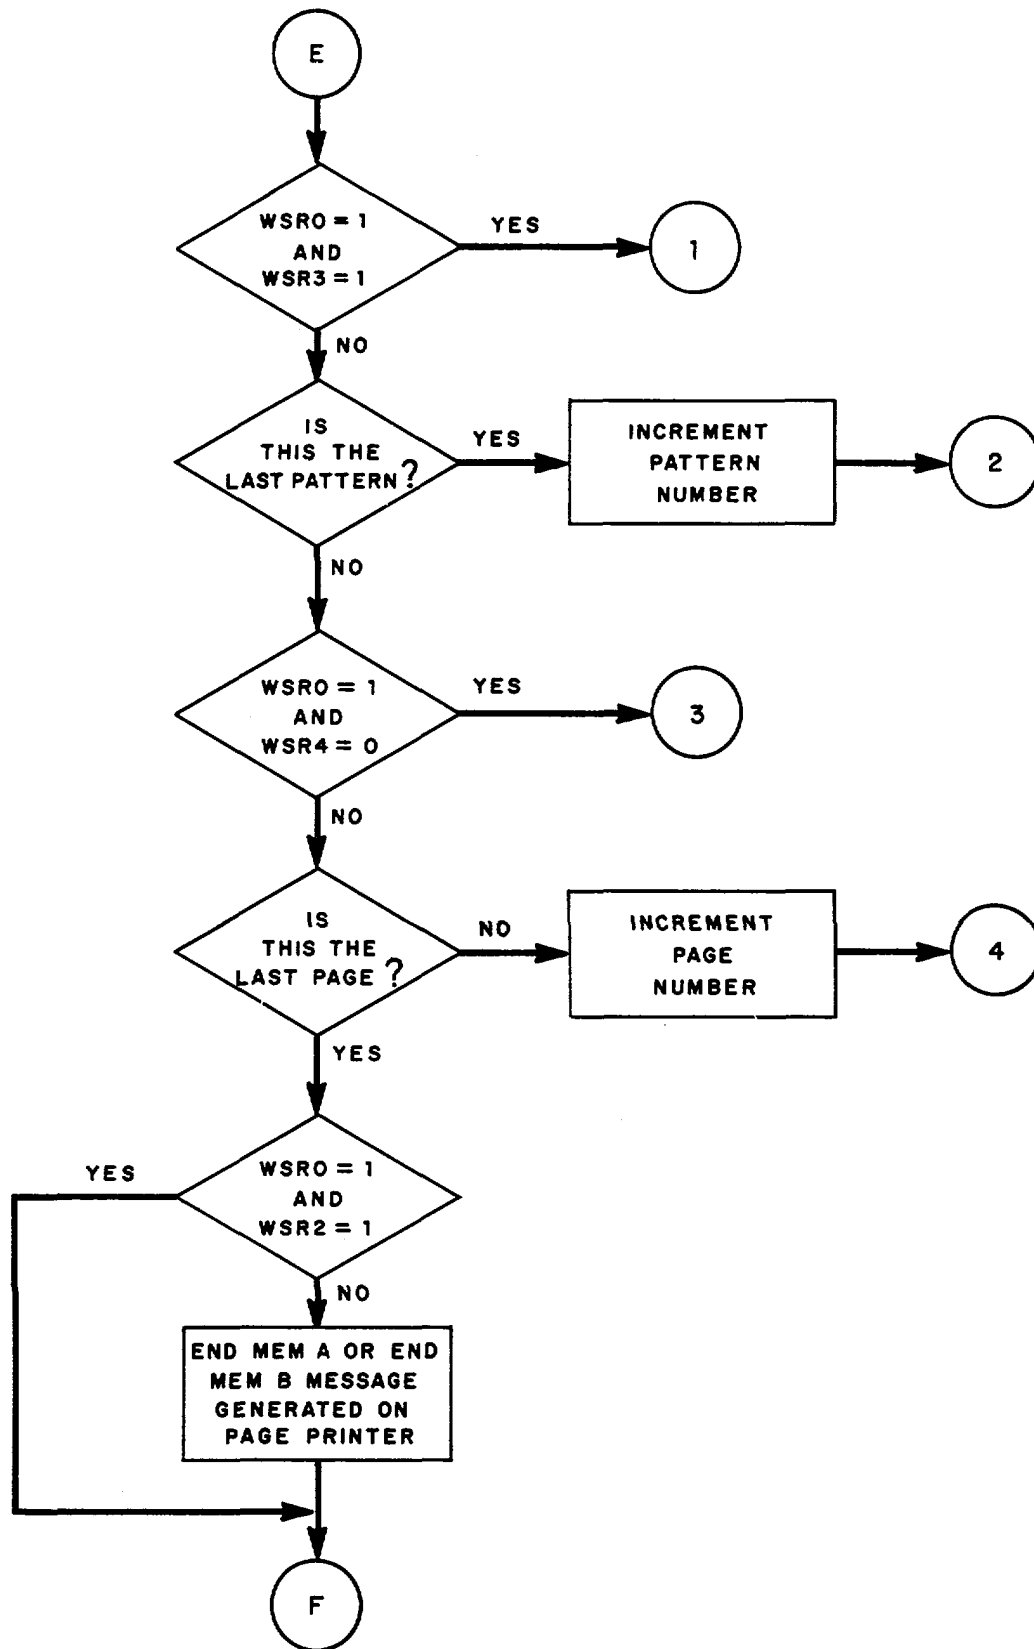 E
WSR0 = 1
AND
WSR3 = 1
YES
1
NO
IS
THIS THE
LAST PATTERN?
YES
INCREMENT
PATTERN
NUMBER
2
NO
WSR0 = 1
AND
WSR4 = 0
YES
3
NO
IS
THIS THE
LAST PAGE?
NO
INCREMENT
PAGE
NUMBER
4
YES
WSR0 = 1
AND
WSR2 = 1
YES
NO
END MEM A OR END
MEM B MESSAGE
GENERATED ON
PAGE PRINTER
F